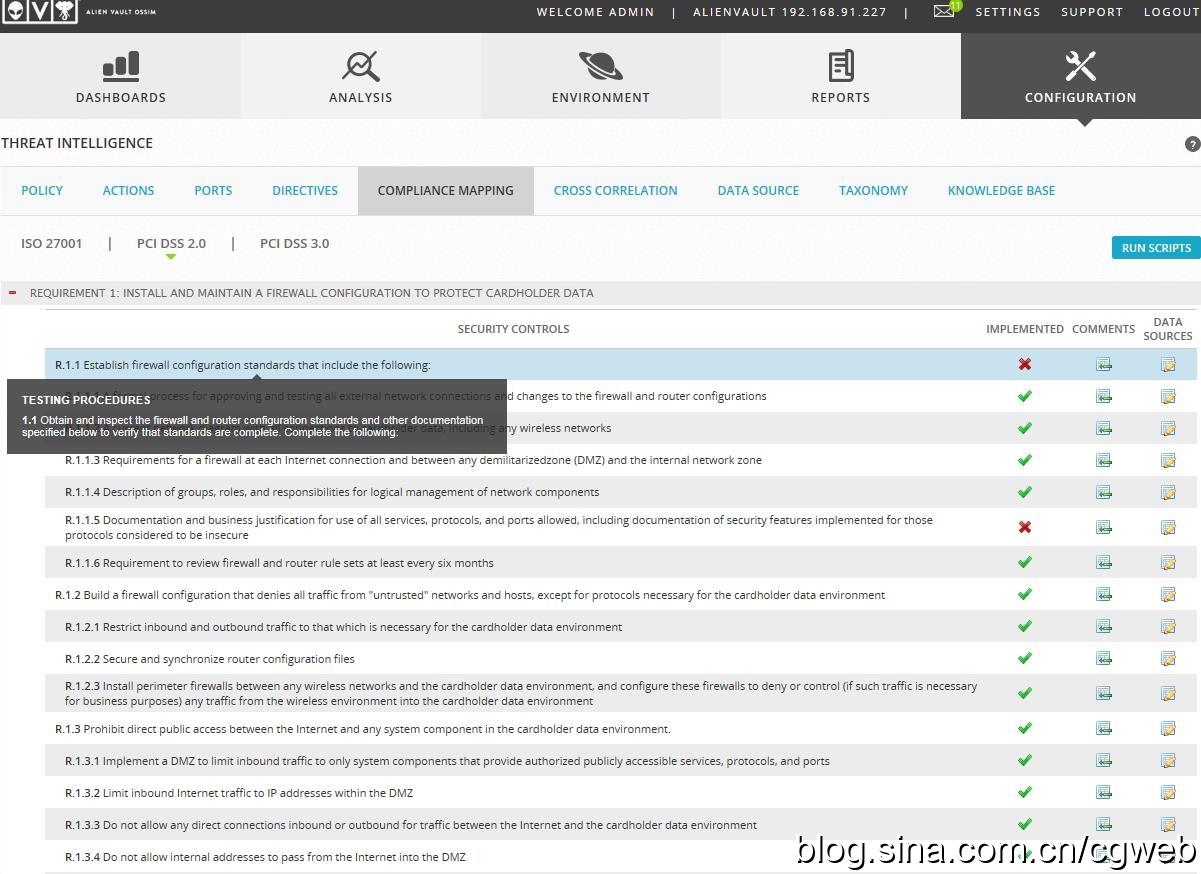 ALIEN VAULT OSSIM
WELCOME ADMIN | ALIENVAULT 192.168.91.227 | 11 SETTINGS SUPPORT LOGOUT
DASHBOARDS ANALYSIS ENVIRONMENT REPORTS CONFIGURATION
THREAT INTELLIGENCE ?
POLICY ACTIONS PORTS DIRECTIVES COMPLIANCE MAPPING CROSS CORRELATION DATA SOURCE TAXONOMY KNOWLEDGE BASE
ISO 27001 | PCI DSS 2.0 | PCI DSS 3.0
RUN SCRIPTS
REQUIREMENT 1: INSTALL AND MAINTAIN A FIREWALL CONFIGURATION TO PROTECT CARDHOLDER DATA
SECURITY CONTROLS IMPLEMENTED COMMENTS DATA SOURCES
R.1.1 Establish firewall configuration standards that include the following:
process for approving and testing all external network connections and changes to the firewall and router configurations
TESTING PROCEDURES
1.1 Obtain and inspect the firewall and router configuration standards and other documentation
specified below to verify that standards are complete. Complete the following:
data, including any wireless networks
R.1.1.3 Requirements for a firewall at each Internet connection and between any demilitarizedzone (DMZ) and the internal network zone
R.1.1.4 Description of groups, roles, and responsibilities for logical management of network components
R.1.1.5 Documentation and business justification for use of all services, protocols, and ports allowed, including documentation of security features implemented for those
protocols considered to be insecure
R.1.1.6 Requirement to review firewall and router rule sets at least every six months
R.1.2 Build a firewall configuration that denies all traffic from "untrusted" networks and hosts, except for protocols necessary for the cardholder data environment
R.1.2.1 Restrict inbound and outbound traffic to that which is necessary for the cardholder data environment
R.1.2.2 Secure and synchronize router configuration files
R.1.2.3 Install perimeter firewalls between any wireless networks and the cardholder data environment, and configure these firewalls to deny or control (if such traffic is necessary
for business purposes) any traffic from the wireless environment into the cardholder data environment
R.1.3 Prohibit direct public access between the Internet and any system component in the cardholder data environment.
R.1.3.1 Implement a DMZ to limit inbound traffic to only system components that provide authorized publicly accessible services, protocols, and ports
R.1.3.2 Limit inbound Internet traffic to IP addresses within the DMZ
R.1.3.3 Do not allow any direct connections inbound or outbound for traffic between the Internet and the cardholder data environment
R.1.3.4 Do not allow internal addresses to pass from the Internet into the DMZ
blog.sina.com.cn/cgweb